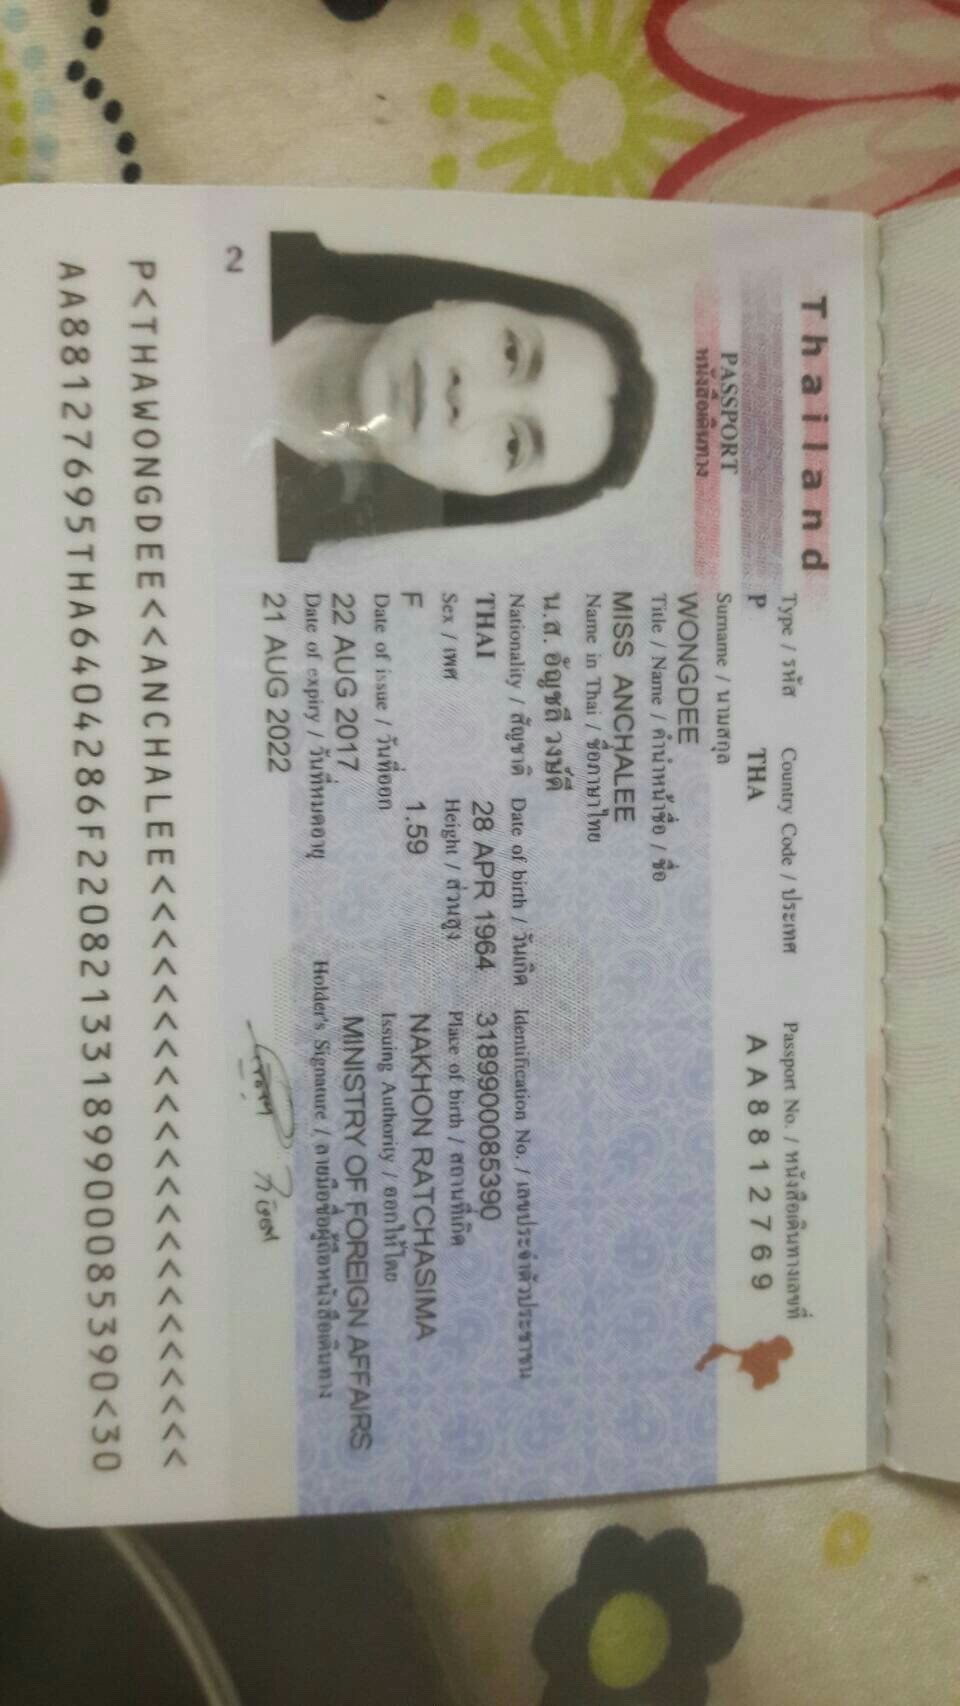 Thailand
PASSPORT
หนังสือเดินทาง
Type / รหัส Country Code / ประเทศ Passport No. / หนังสือเดินทางเลขที่
P THA AA8812769
Surname / นามสกุล
WONGDEE
Title / Name / คำนำหน้าชื่อ / ชื่อ
MISS ANCHALEE
Name in Thai / ชื่อภาษาไทย
น.ส. อัญชลี วงษ์ดี
Nationality / สัญชาติ Date of birth / วันเกิด Identification No. / เลขประจำตัวประชาชน
THAI 28 APR 1964 3189900085390
Sex / เพศ Height / ส่วนสูง Place of birth / สถานที่เกิด
F 1.59 NAKHON RATCHASIMA
Date of issue / วันที่ออก Issuing Authority / ออกให้โดย
22 AUG 2017 MINISTRY OF FOREIGN AFFAIRS
Date of expiry / วันที่หมดอายุ Holder's Signature / ลายมือชื่อผู้ถือหนังสือเดินทาง
21 AUG 2022
2
P<THAWONGDEE<<ANCHALEE<<<<<<<<<<<<<<<<<<<<<<
AA88127695THA6404286F22082133189900085390<30